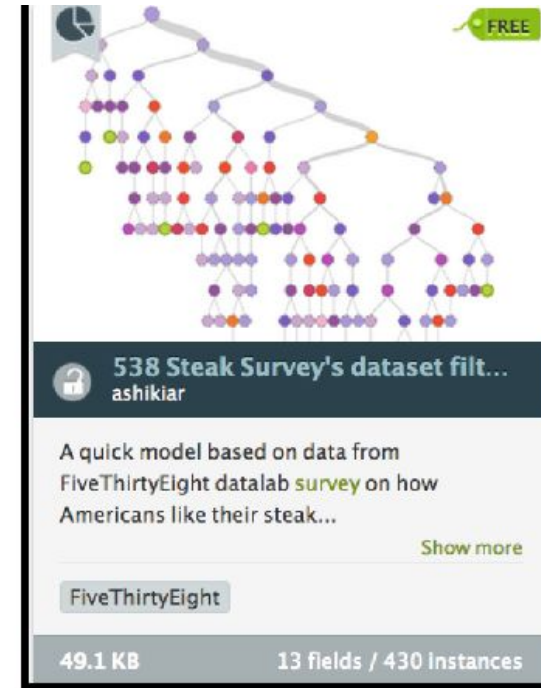 FREE
538 Steak Survey's dataset filt...
ashikiar
A quick model based on data from
FiveThirtyEight datalab survey on how
Americans like their steak...
Show more
FiveThirtyEight
49.1 KB
13 fields / 430 instances